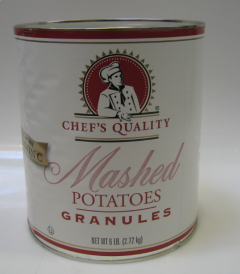 CHEF'S QUALITY
Mashed
POTATOES
GRANULES
NET WT 6 LB. (2.72 kg)